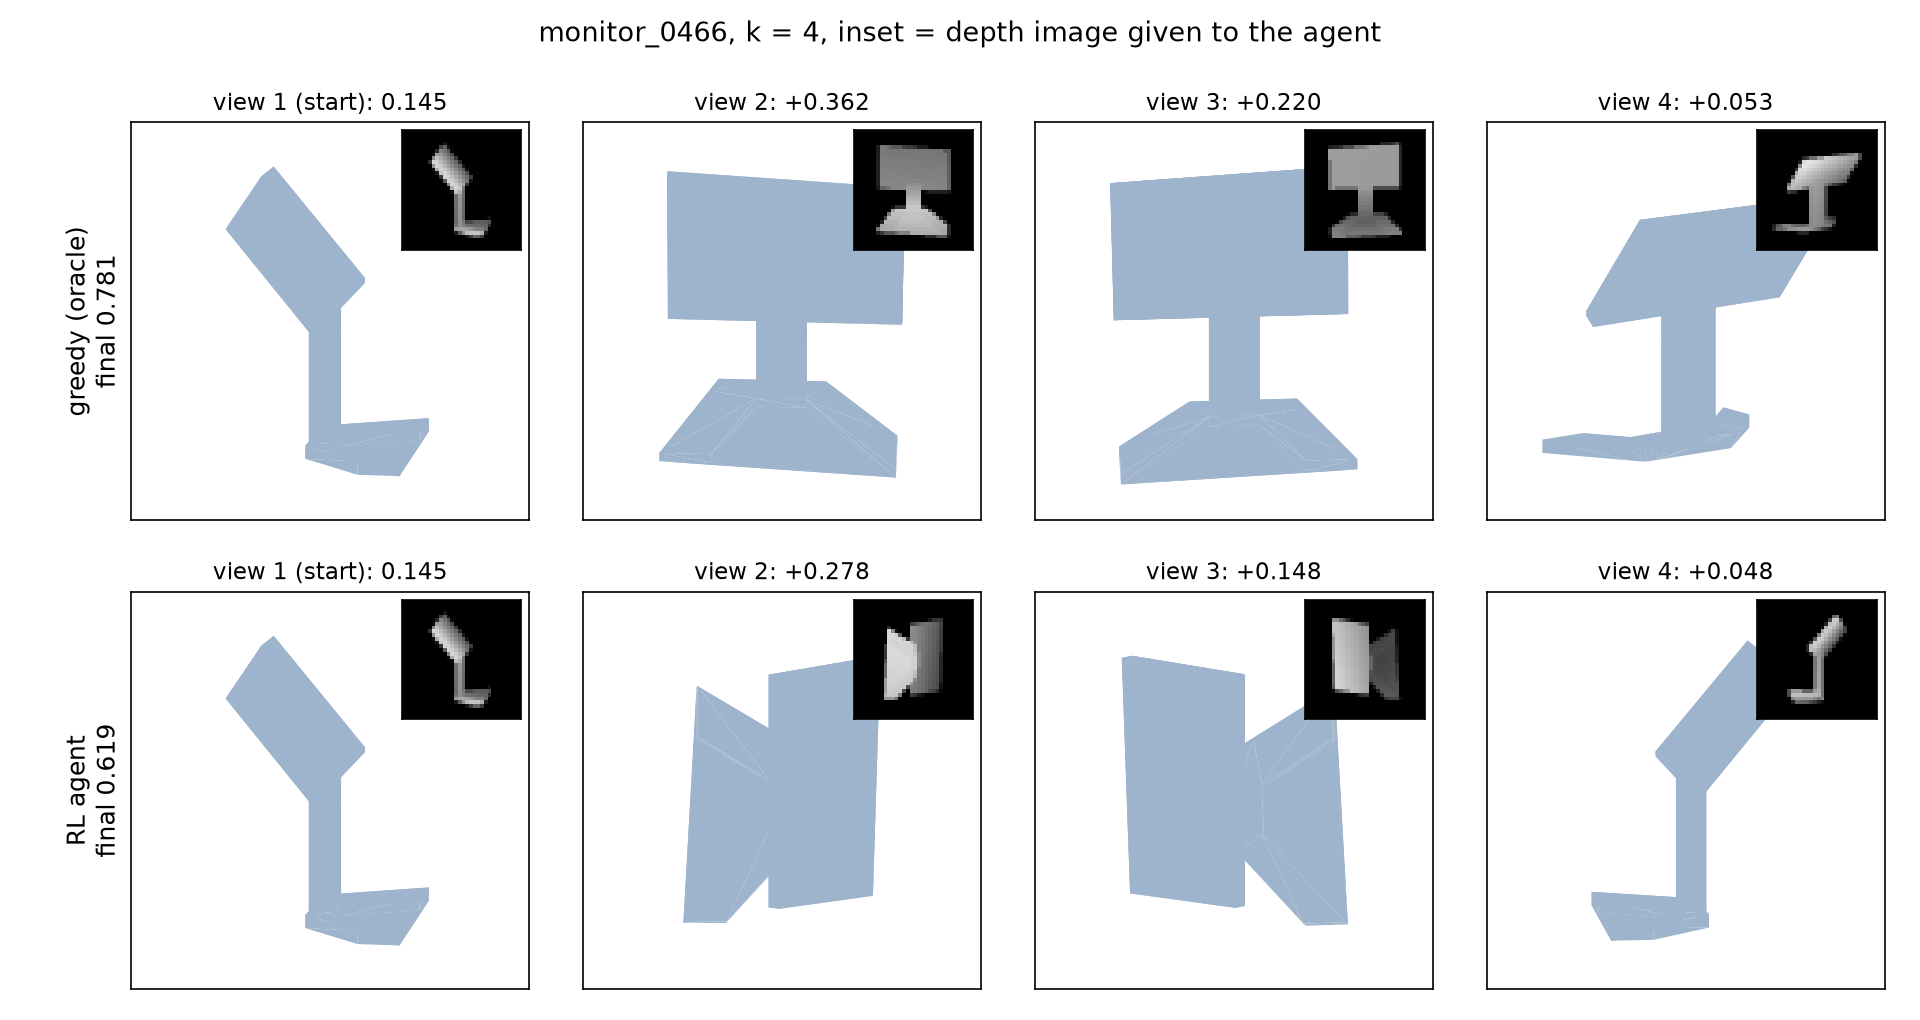 monitor_0466, k = 4, inset = depth image given to the agent
greedy (oracle)
final 0.781
view 1 (start): 0.145
view 2: +0.362
view 3: +0.220
view 4: +0.053
RL agent
final 0.619
view 1 (start): 0.145
view 2: +0.278
view 3: +0.148
view 4: +0.048